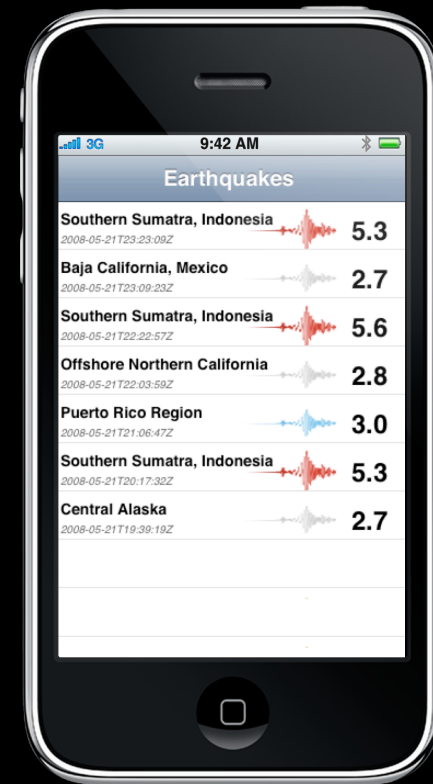 3G 9:42 AM
Earthquakes
Southern Sumatra, Indonesia 5.3
2008-05-21T23:23:09Z
Baja California, Mexico 2.7
2008-05-21T23:09:23Z
Southern Sumatra, Indonesia 5.6
2008-05-21T22:22:57Z
Offshore Northern California 2.8
2008-05-21T22:03:59Z
Puerto Rico Region 3.0
2008-05-21T21:06:47Z
Southern Sumatra, Indonesia 5.3
2008-05-21T20:17:32Z
Central Alaska 2.7
2008-05-21T19:39:19Z